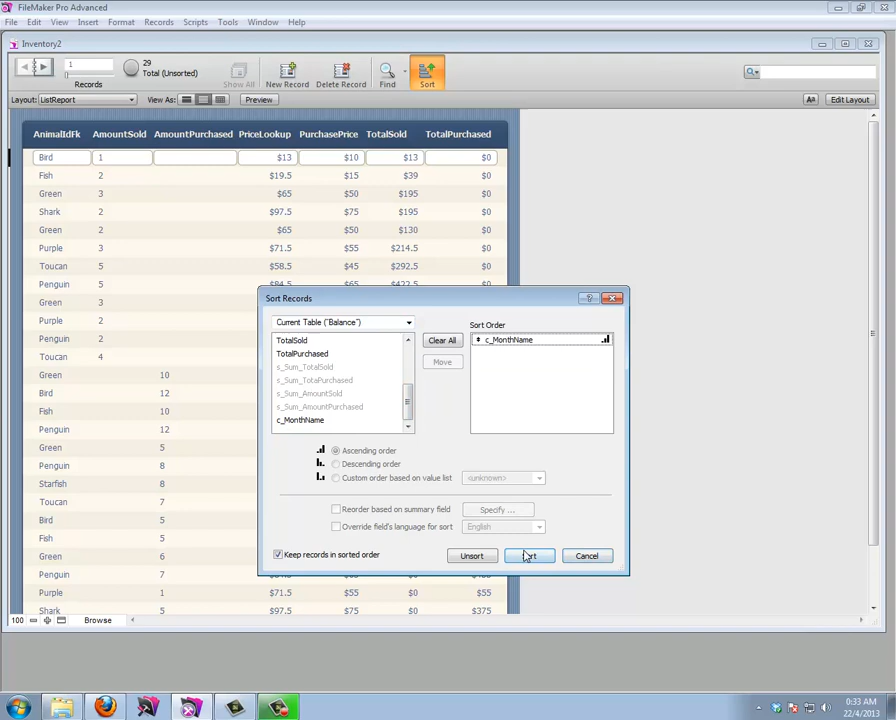 FileMaker Pro Advanced
File Edit View Insert Format Records Scripts Tools Window Help
Inventory2
1
29
Total (Unsorted)
Records
Show All New Record Delete Record Find Sort
Layout: ListReport View As: Preview Aa Edit Layout
AnimalIdFk AmountSold AmountPurchased PriceLookup PurchasePrice TotalSold TotalPurchased
Bird 1 $13 $10 $13 $0
Fish 2 $19.5 $15 $39 $0
Green 3 $65 $50 $195 $0
Shark 2 $97.5 $75 $195 $0
Green 2 $65 $50 $130 $0
Purple 3 $71.5 $55 $214.5 $0
Toucan 5 $58.5 $45 $292.5 $0
Penguin 5 $84.5 $65 $422.5 $0
Green 3
Purple 2
Penguin 2
Toucan 4
Green 10
Bird 12
Fish 10
Penguin 12
Green 5
Penguin 8
Starfish 8
Toucan 7
Bird 5
Fish 5
Green 6
Penguin 7
Purple 1 $71.5 $55 $0 $55
Shark 5 $97.5 $75 $0 $375
Sort Records
Current Table ("Balance")
TotalSold
TotalPurchased
s_Sum_TotalSold
s_Sum_TotaPurchased
s_Sum_AmountSold
s_Sum_AmountPurchased
c_MonthName
Clear All
Move
Sort Order
c_MonthName
Ascending order
Descending order
Custom order based on value list <unknown>
Reorder based on summary field Specify ...
Override field's language for sort English
Keep records in sorted order Unsort Sort Cancel
100 Browse
0:33 AM
22/4/2013